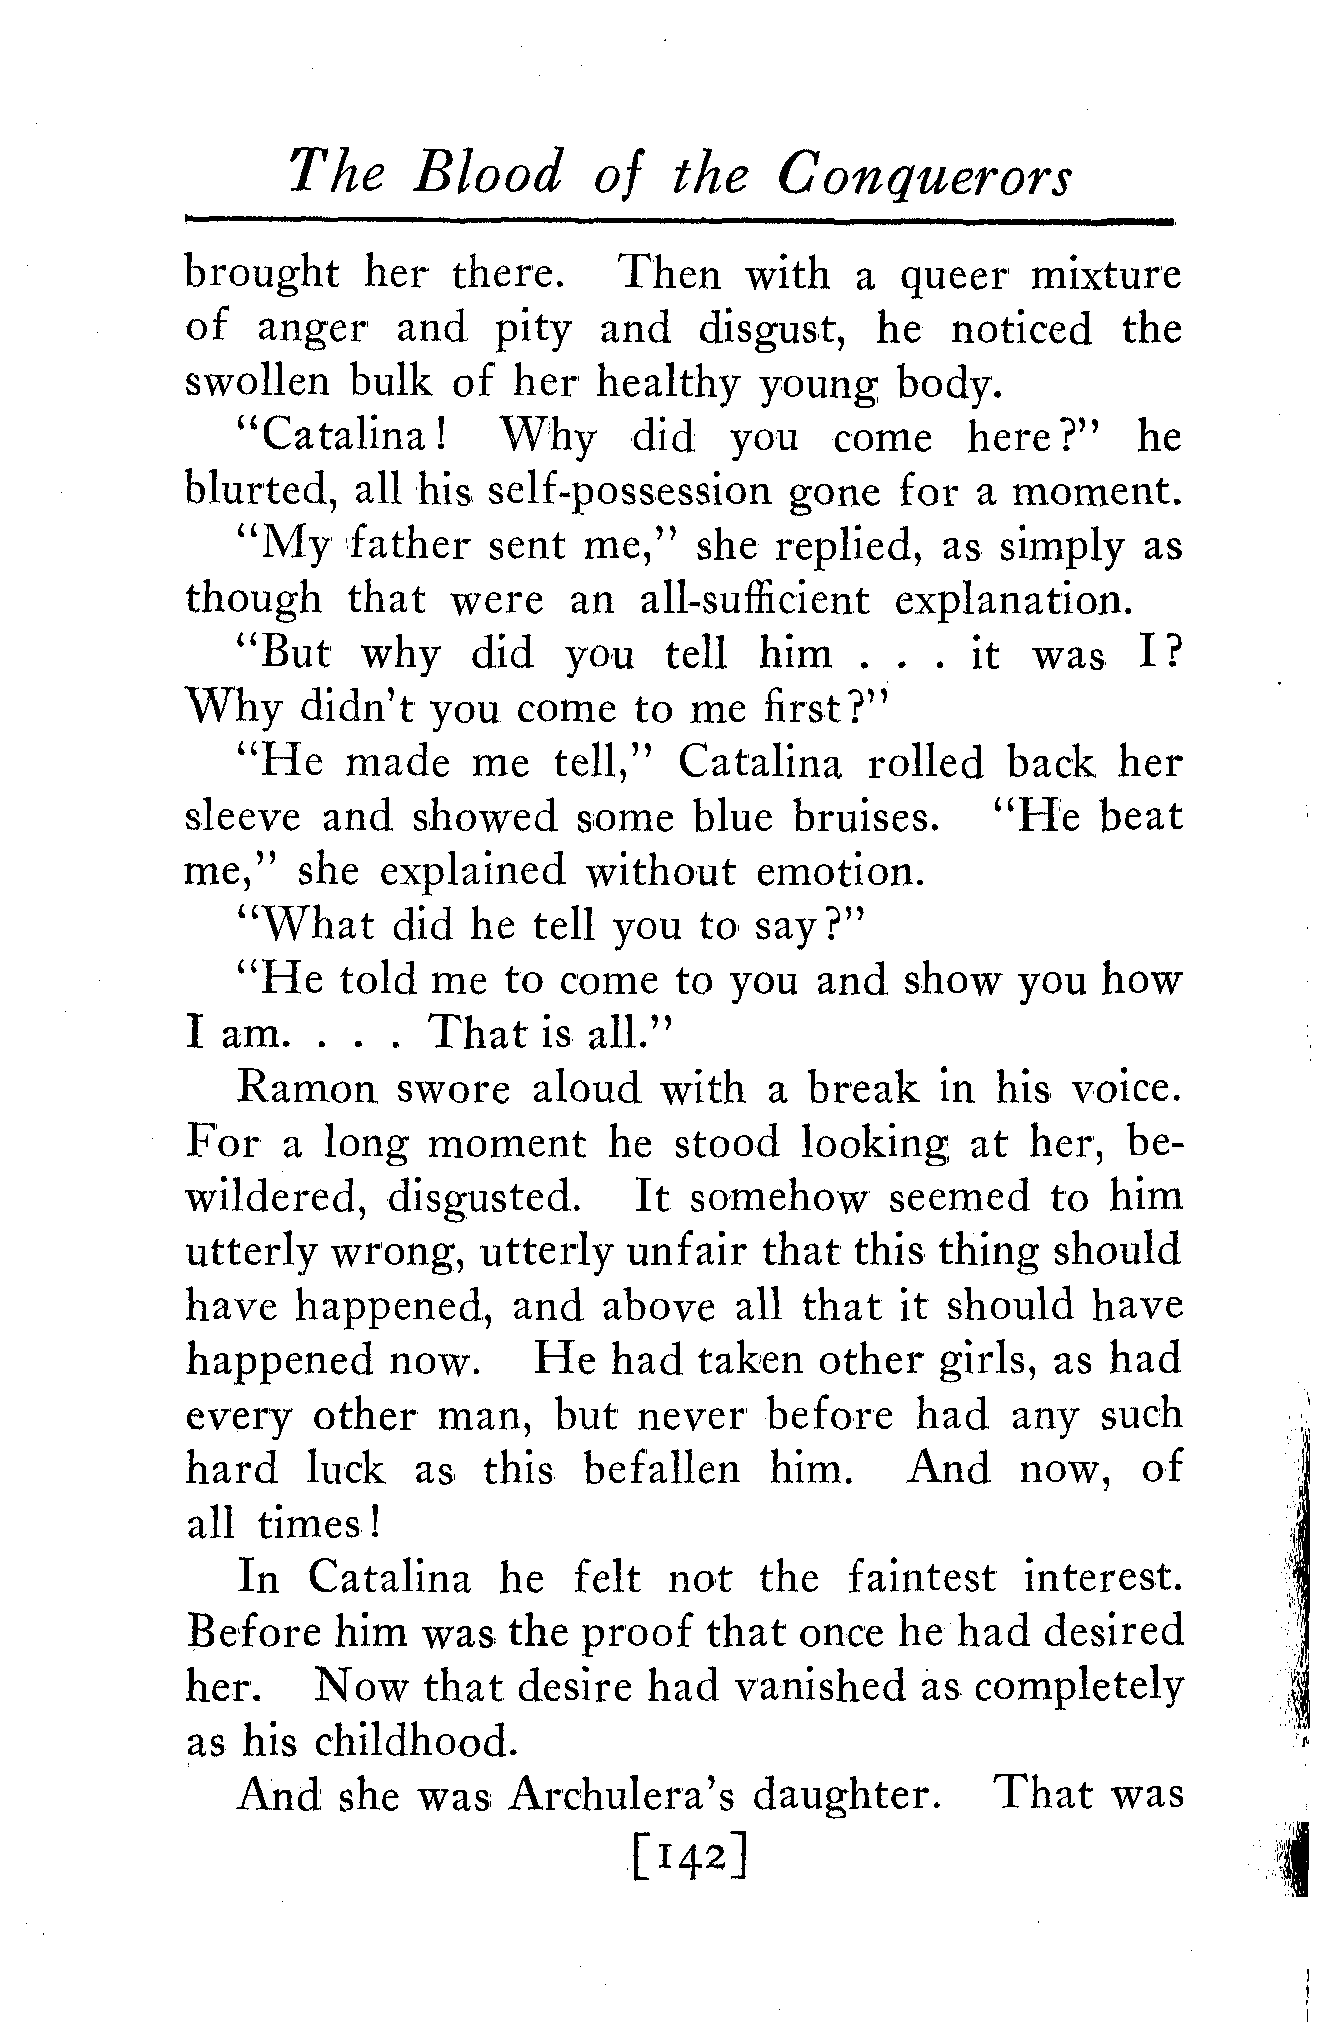 The Blood of the Conquerors
brought her there. Then with a queer mixture
of anger and pity and disgust, he noticed the
swollen bulk of her healthy young body.
"Catalina! Why did you come here?" he
blurted, all his self-possession gone for a moment.
"My father sent me," she replied, as simply as
though that were an all-sufficient explanation.
"But why did you tell him . . . it was I?
Why didn't you come to me first?"
"He made me tell," Catalina rolled back her
sleeve and showed some blue bruises. "He beat
me," she explained without emotion.
"What did he tell you to say?"
"He told me to come to you and show you how
I am. . . . That is all."
Ramon swore aloud with a break in his voice.
For a long moment he stood looking at her, be-
wildered, disgusted. It somehow seemed to him
utterly wrong, utterly unfair that this thing should
have happened, and above all that it should have
happened now. He had taken other girls, as had
every other man, but never before had any such
hard luck as this befallen him. And now, of
all times!
In Catalina he felt not the faintest interest.
Before him was the proof that once he had desired
her. Now that desire had vanished as completely
as his childhood.
And she was Archulera's daughter. That was
[142]